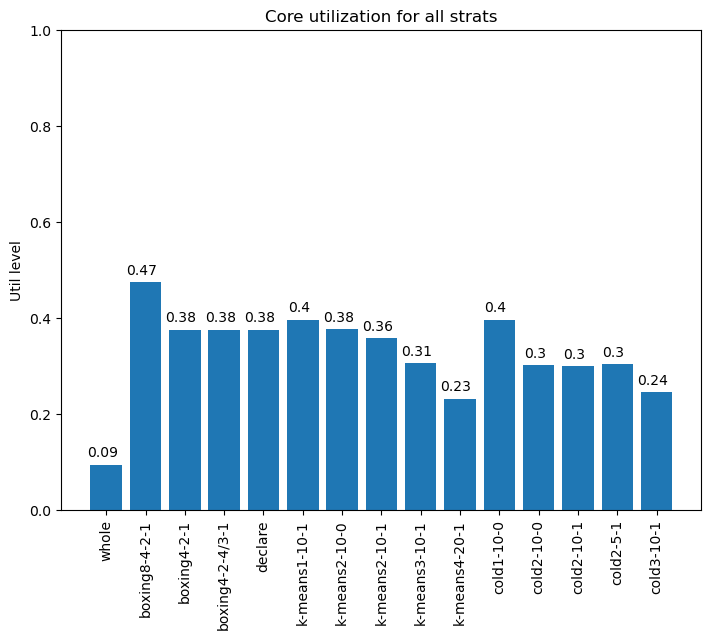 Core utilization for all strats
Util level
1.0
0.8
0.6
0.4
0.2
0.0
0.09
0.47
0.38
0.38
0.38
0.4
0.38
0.36
0.31
0.23
0.4
0.3
0.3
0.3
0.24
whole
boxing8-4-2-1
boxing4-2-1
boxing4-2-4/3-1
declare
k-means1-10-1
k-means2-10-0
k-means2-10-1
k-means3-10-1
k-means4-20-1
cold1-10-0
cold2-10-0
cold2-10-1
cold2-5-1
cold3-10-1